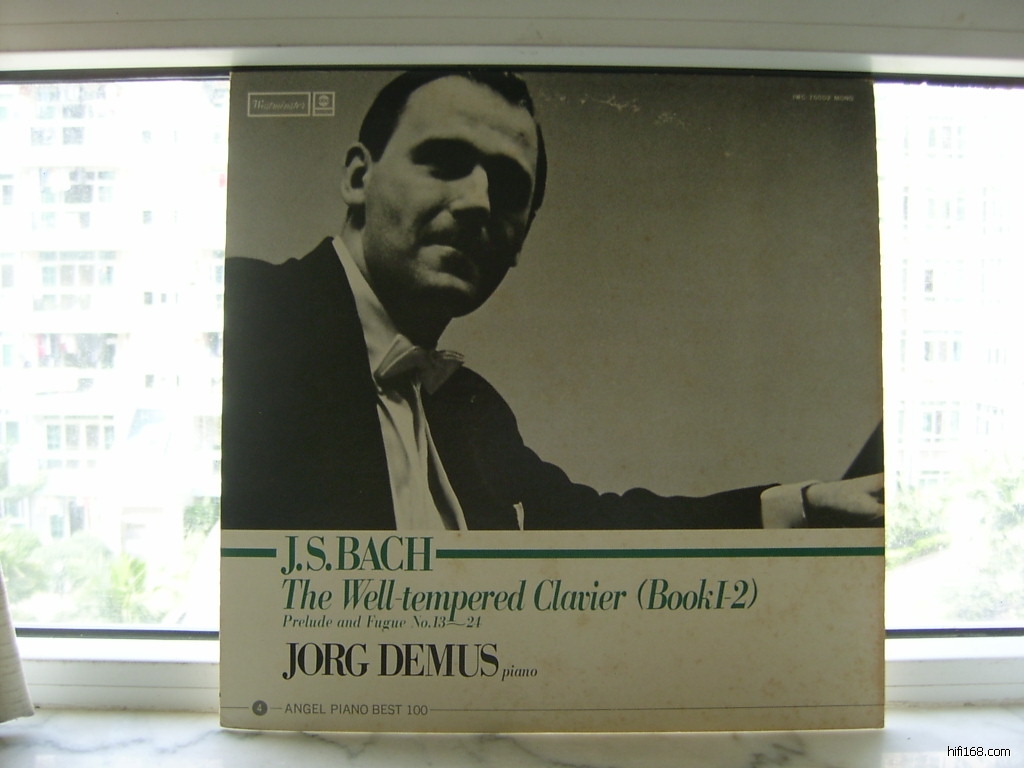 Westminster
J.S.BACH
The Well-tempered Clavier (Book I-2)
Prelude and Fugue No.13~24
JORG DEMUS piano
4 ANGEL PIANO BEST 100
hifi168.com